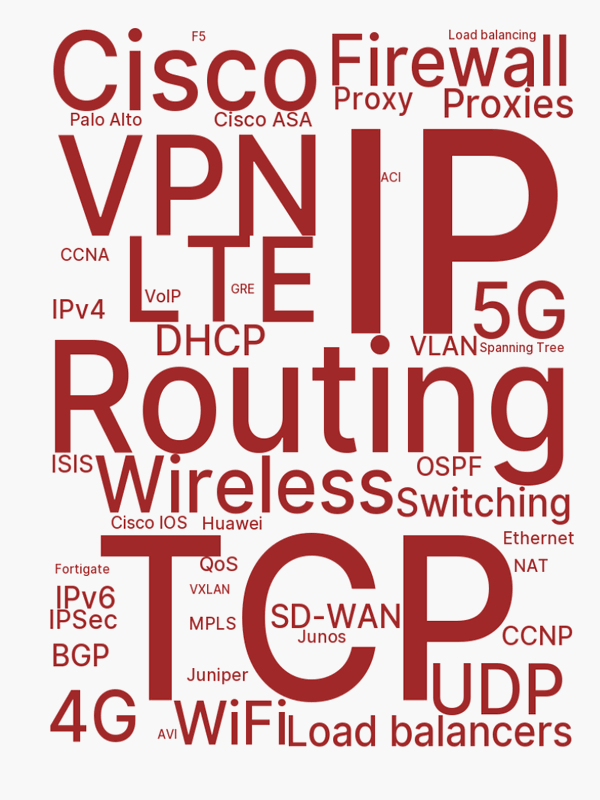 Cisco
F5
Firewall
Load balancing
Proxy
Proxies
Palo Alto
Cisco ASA
VPN
IP
ACI
CCNA
LTE
VoIP
GRE
IPv4
5G
DHCP
VLAN
Spanning Tree
Routing
ISIS
Wireless
OSPF
Switching
Cisco IOS
Huawei
Ethernet
TCP
QoS
NAT
Fortigate
VXLAN
IPv6
IPSec
MPLS
SD-WAN
Junos
CCNP
BGP
Juniper
UDP
4G
AVI
WiFi
Load balancers